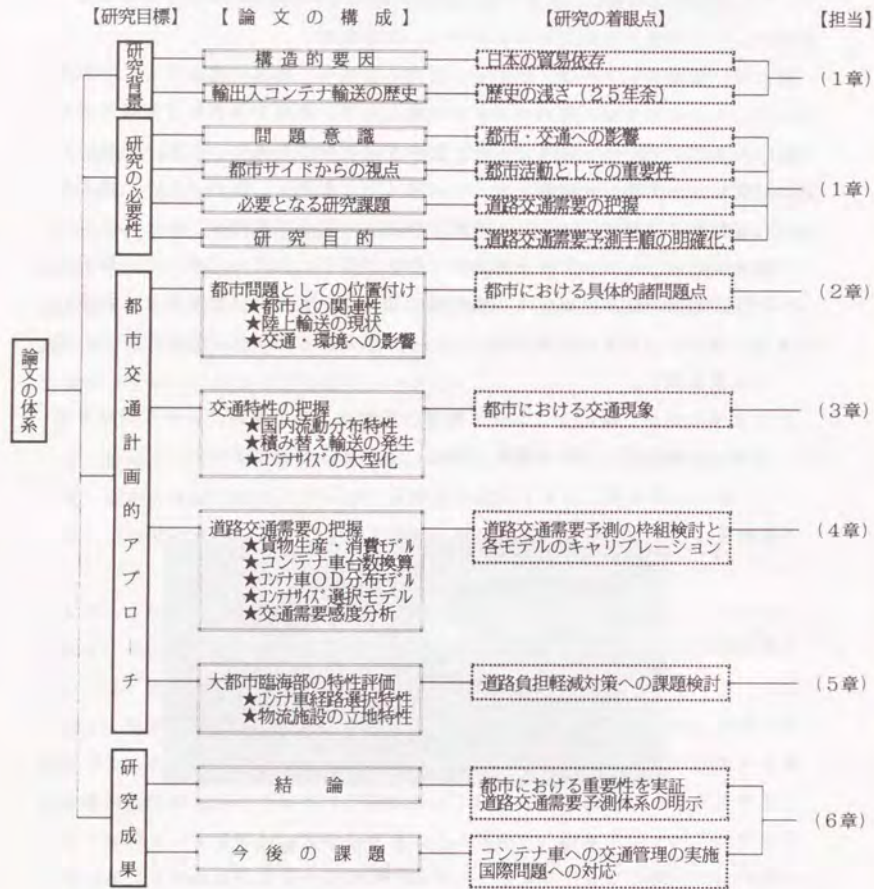 【研究目標】 【 論 文 の 構 成 】 【研究の着眼点】 【担当】
論文の体系
研究背景
構 造 的 要 因
日本の貿易依存
輸出入コンテナ輸送の歴史
歴史の浅さ(25年余)
(1章)
研究の必要性
問 題 意 識
都市・交通への影響
都市サイドからの視点
都市活動としての重要性
必要となる研究課題
道路交通需要の把握
研 究 目 的
道路交通需要予測手順の明確化
(1章)
都市交通計画的アプローチ
都市問題としての位置付け
★都市との関連性
★陸上輸送の現状
★交通・環境への影響
都市における具体的諸問題点
(2章)
交通特性の把握
★国内流動分布特性
★積み替え輸送の発生
★コンテナサイズの大型化
都市における交通現象
(3章)
道路交通需要の把握
★貨物生産・消費モデル
★コンテナ車台数換算
★コンテナ車OD分布モデル
★コンテナサイズ選択モデル
★交通需要感度分析
道路交通需要予測の枠組検討と
各モデルのキャリブレーション
(4章)
大都市臨海部の特性評価
★コンテナ車経路選択特性
★物流施設の立地特性
道路負担軽減対策への課題検討
(5章)
研究成果
結 論
都市における重要性を実証
道路交通需要予測体系の明示
今 後 の 課 題
コンテナ車への交通管理の実施
国際問題への対応
(6章)